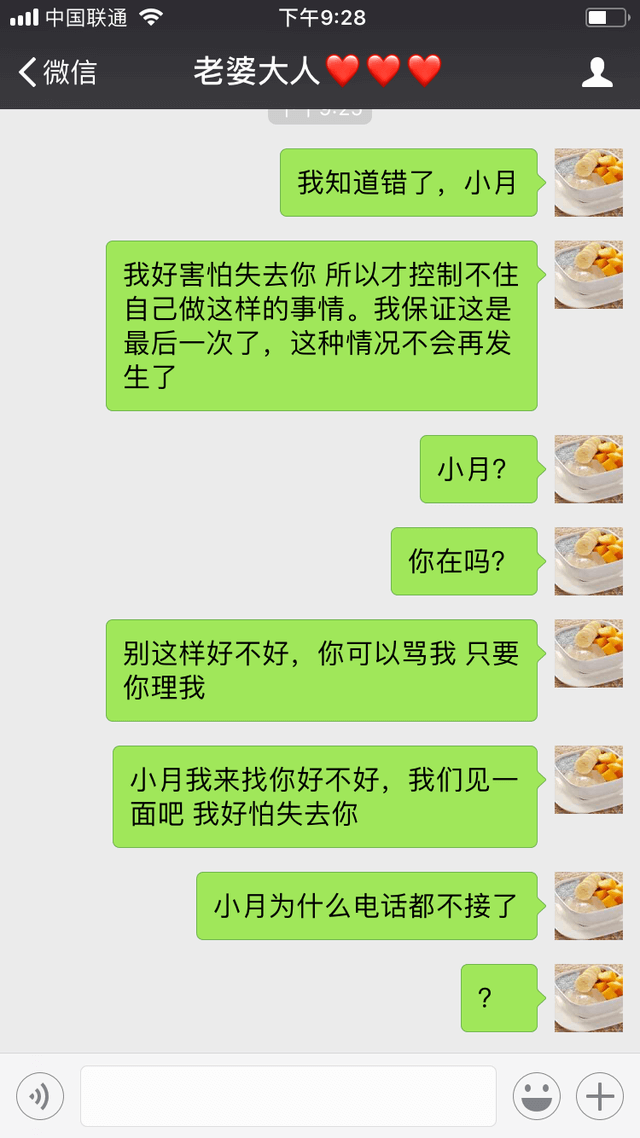 中国联通
下午9:28
微信
老婆大人❤️❤️❤️
我知道错了，小月
我好害怕失去你 所以才控制不住
自己做这样的事情。我保证这是
最后一次了，这种情况不会再发
生了
小月?
你在吗?
别这样好不好，你可以骂我 只要
你理我
小月我来找你好不好，我们见一
面吧 我好怕失去你
小月为什么电话都不接了
?